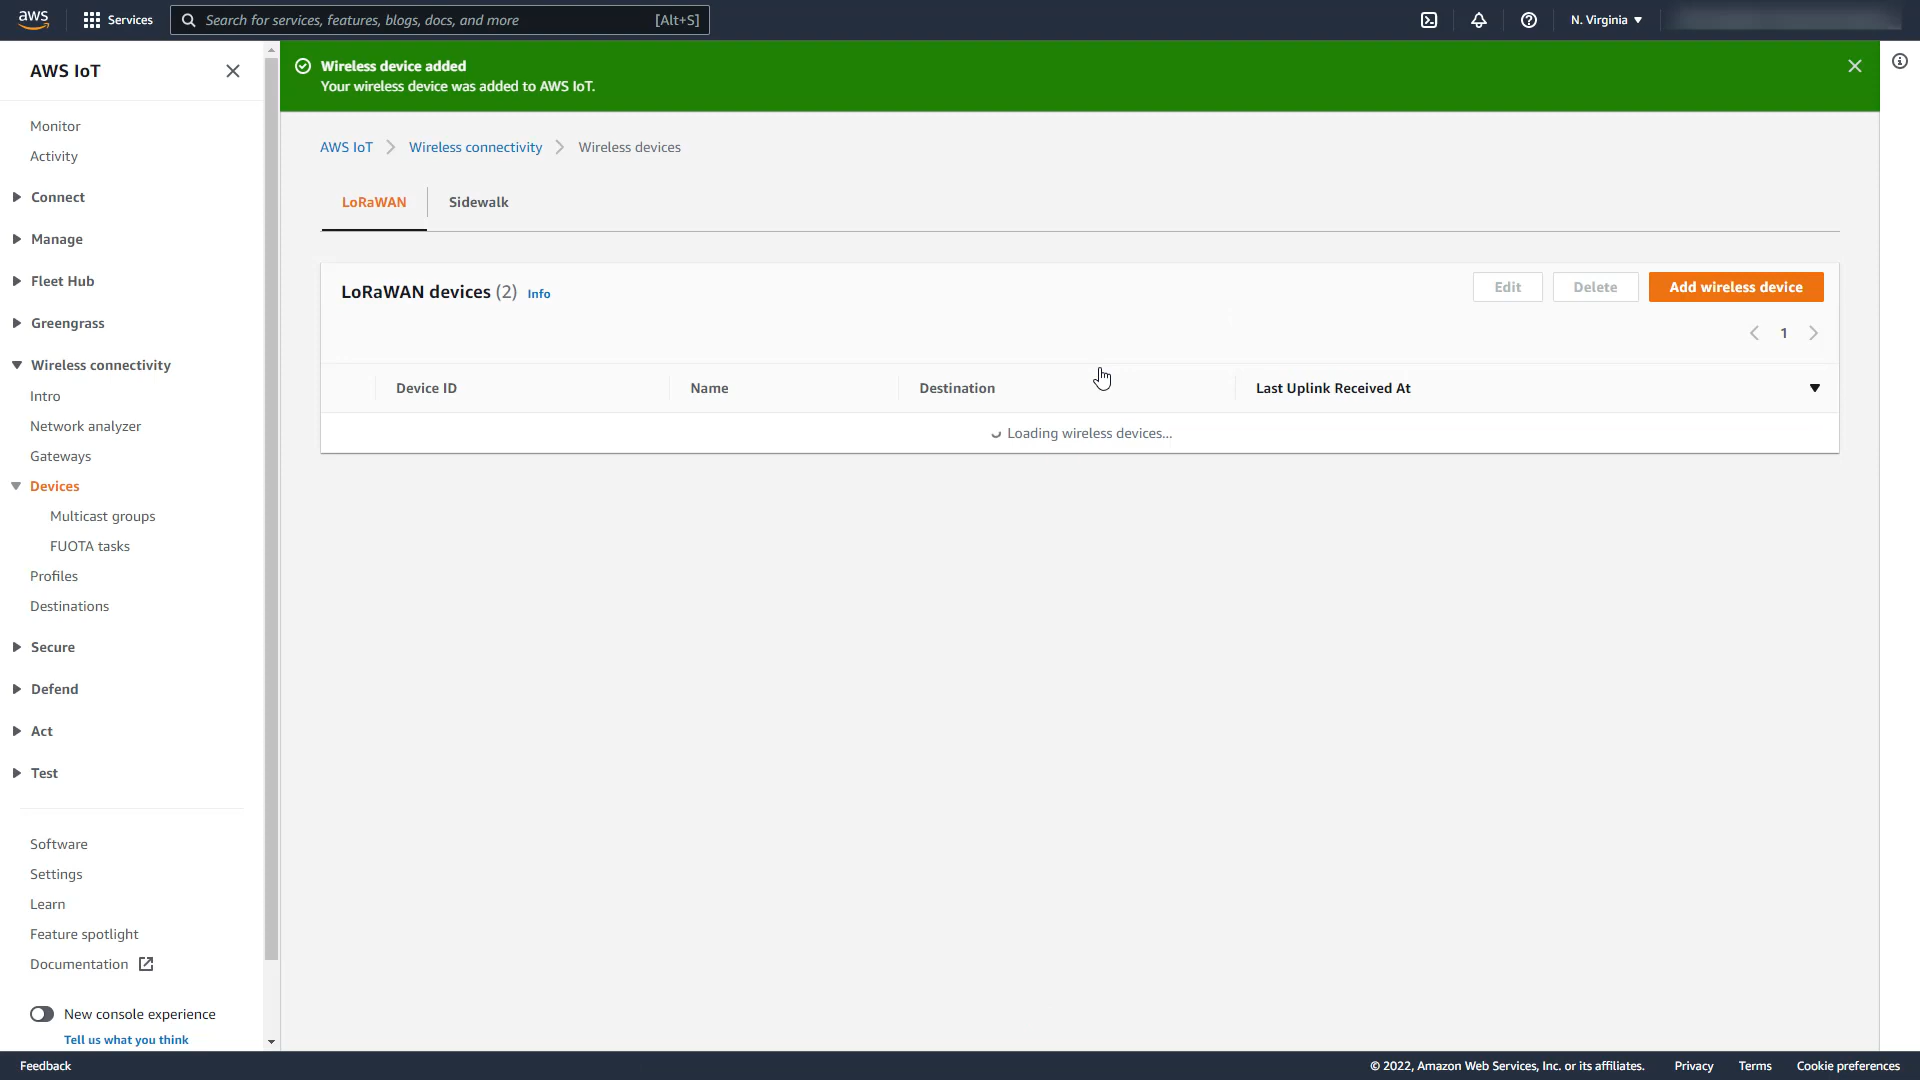 aws
Services
Search for services, features, blogs, docs, and more
[Alt+S]
N. Virginia
AWS IoT
Monitor
Activity
Connect
Manage
Fleet Hub
Greengrass
Wireless connectivity
Intro
Network analyzer
Gateways
Devices
Multicast groups
FUOTA tasks
Profiles
Destinations
Secure
Defend
Act
Test
Software
Settings
Learn
Feature spotlight
Documentation
New console experience
Tell us what you think
Wireless device added
Your wireless device was added to AWS IoT.
AWS IoT Wireless connectivity Wireless devices
LoRaWAN Sidewalk
LoRaWAN devices (2) Info
Edit Delete Add wireless device
1
Device ID Name Destination Last Uplink Received At
Loading wireless devices...
Feedback
© 2022, Amazon Web Services, Inc. or its affiliates. Privacy Terms Cookie preferences